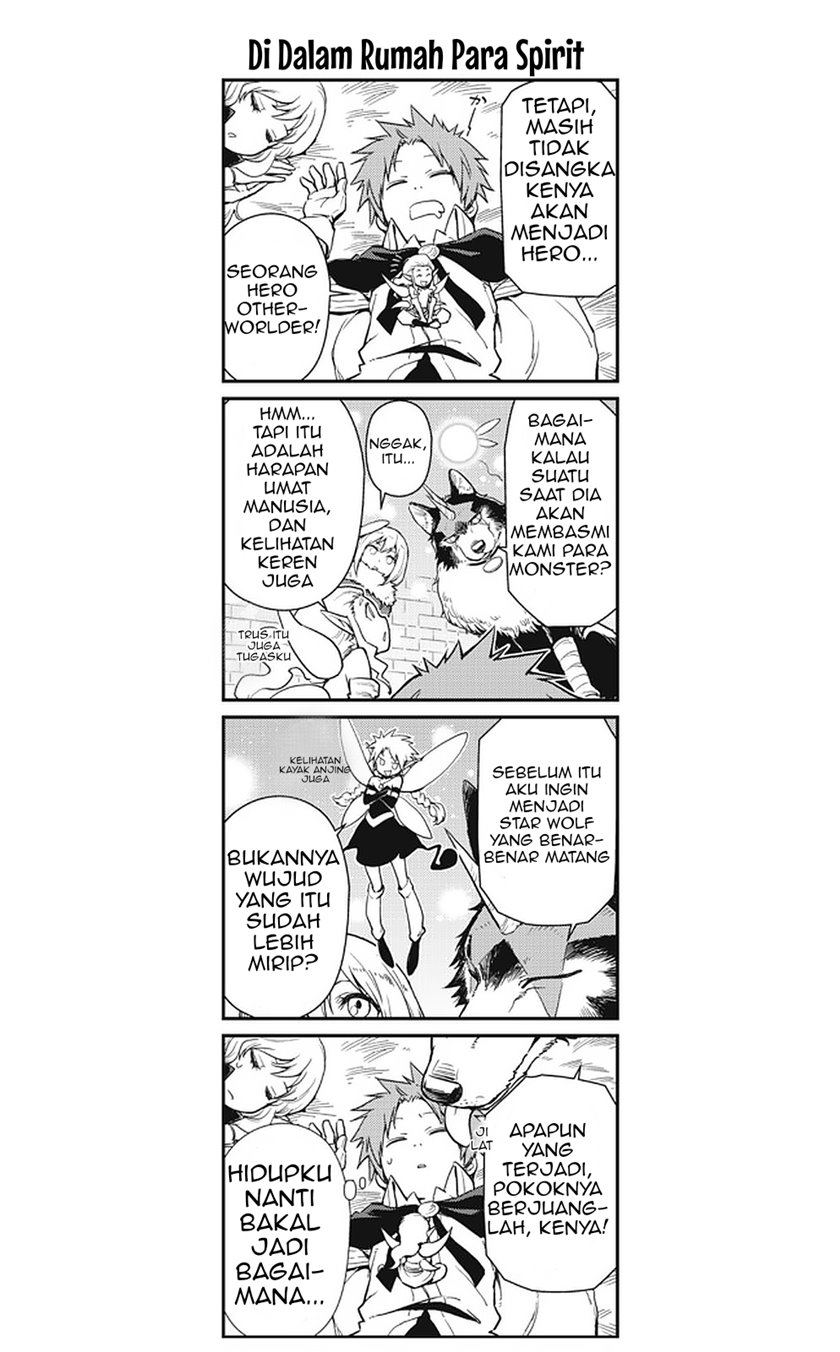 Di Dalam Rumah Para Spirit
か
TETAPI,
MASIH
TIDAK
DISANGKA
KENYA
AKAN
MENJADI
HERO...
SEORANG
HERO
OTHER-
WORLDER!
BAGAI-
MANA
KALAU
SUATU
SAAT DIA
AKAN
MEMBASMI
KAMI PARA
MONSTER?
NGGAK,
ITU...
HMM...
TAPI ITU
ADALAH
HARAPAN
UMAT
MANUSIA,
DAN
KELIHATAN
KEREN
JUGA
TRUS ITU
JUGA
TUGASKU
SEBELUM ITU
AKU INGIN
MENJADI
STAR WOLF
YANG BENAR-
BENAR MATANG
KELIHATAN
KAYAK ANJING
JUGA
BUKANNYA
WUJUD
YANG ITU
SUDAH
LEBIH
MIRIP?
APAPUN
YANG
TERJADI,
POKOKNYA
BERJUANG-
LAH, KENYA!
JI
LAT
HIDUPKU
NANTI
BAKAL
JADI
BAGAI-
MANA...